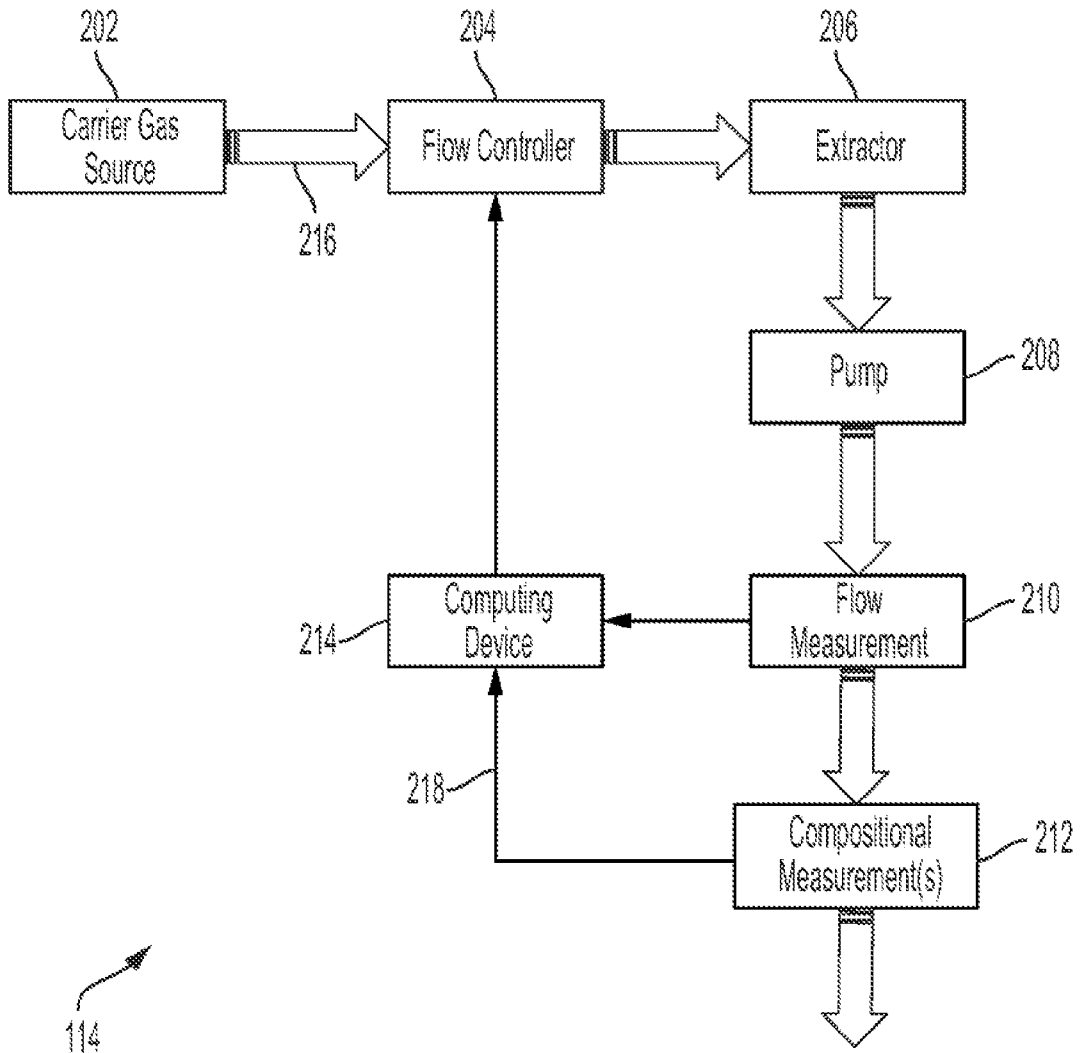 202
204
206
Carrier Gas
Source
Flow Controller
Extractor
216
Pump
208
Computing
Device
214
Flow
Measurement
210
218
Compositional
Measurement(s)
212
114